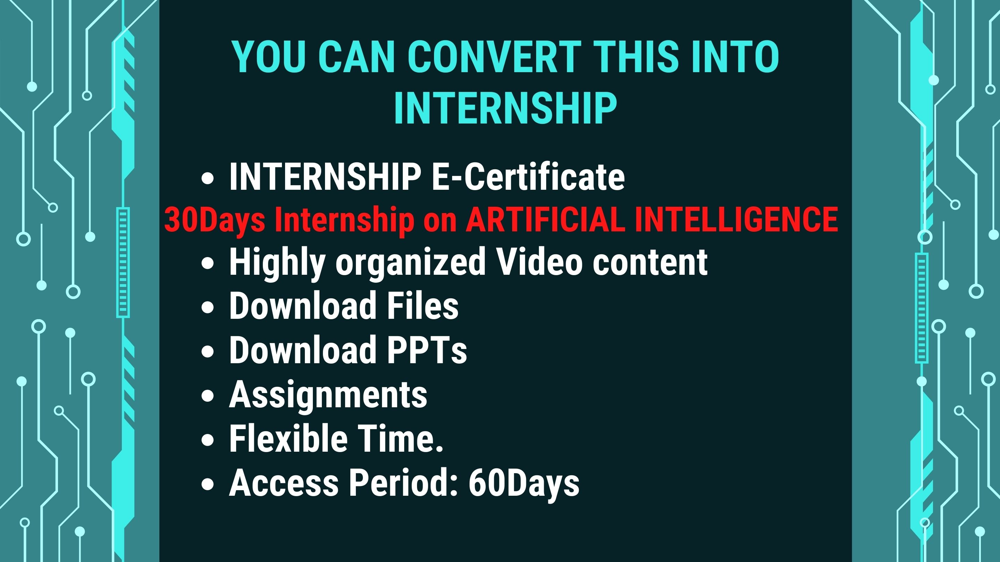 YOU CAN CONVERT THIS INTO
INTERNSHIP
• INTERNSHIP E-Certificate
30Days Internship on ARTIFICIAL INTELLIGENCE
• Highly organized Video content
• Download Files
• Download PPTs
• Assignments
• Flexible Time.
• Access Period: 60Days